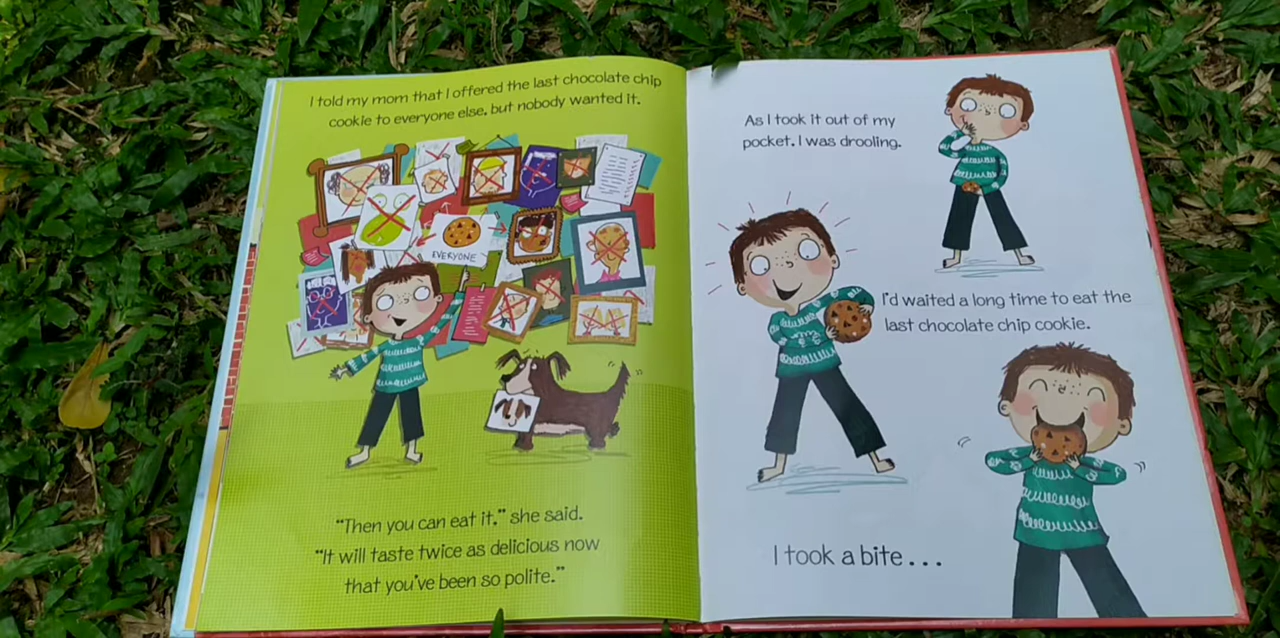 I told my mom that I offered the last chocolate chip
cookie to everyone else, but nobody wanted it.
EVERYONE
"Then you can eat it," she said.
"It will taste twice as delicious now
that you've been so polite."
As I took it out of my
pocket, I was drooling.
I'd waited a long time to eat the
last chocolate chip cookie.
I took a bite...